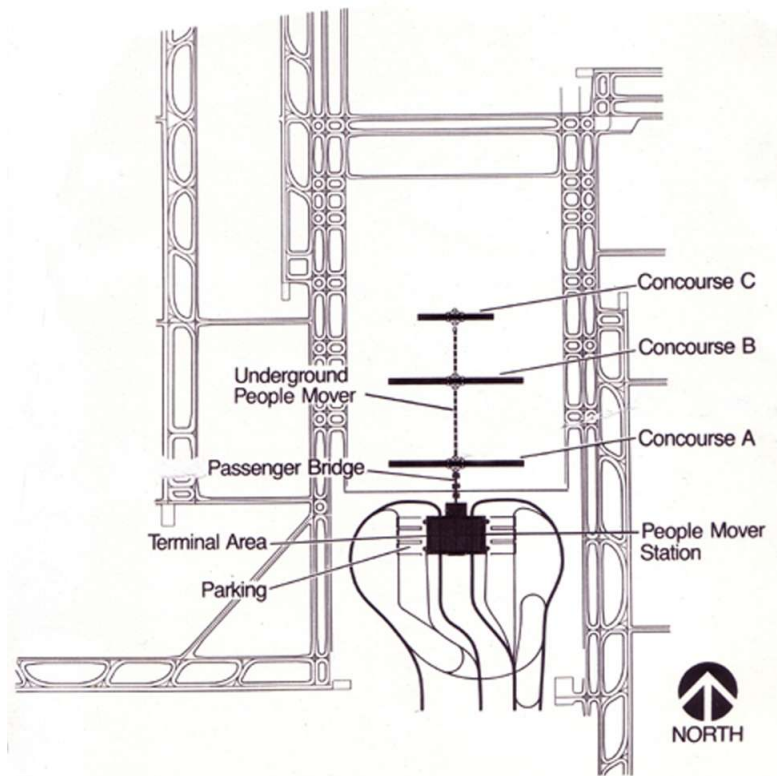 Concourse C
Concourse B
Underground
People Mover
Concourse A
Passenger Bridge
Terminal Area
People Mover
Station
Parking
NORTH